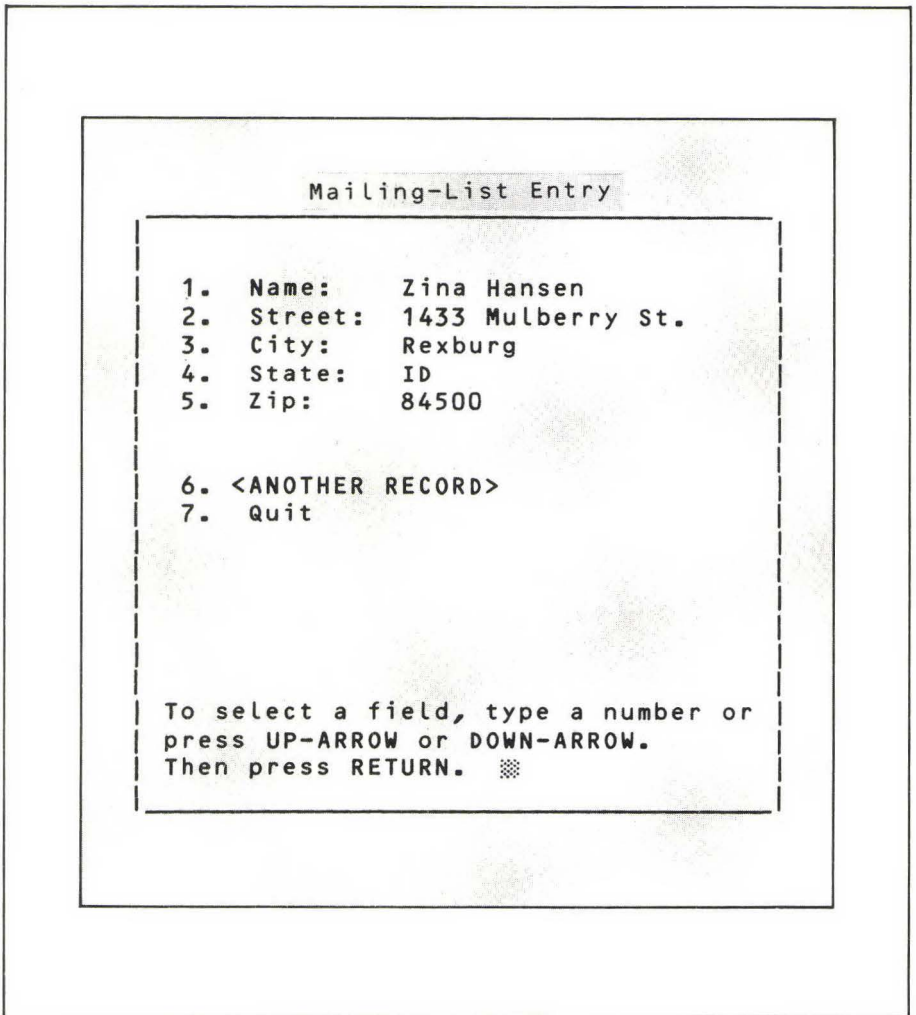 Mailing-List Entry
1. Name: Zina Hansen
2. Street: 1433 Mulberry St.
3. City: Rexburg
4. State: ID
5. Zip: 84500
6. <ANOTHER RECORD>
7. Quit
To select a field, type a number or
press UP-ARROW or DOWN-ARROW.
Then press RETURN.